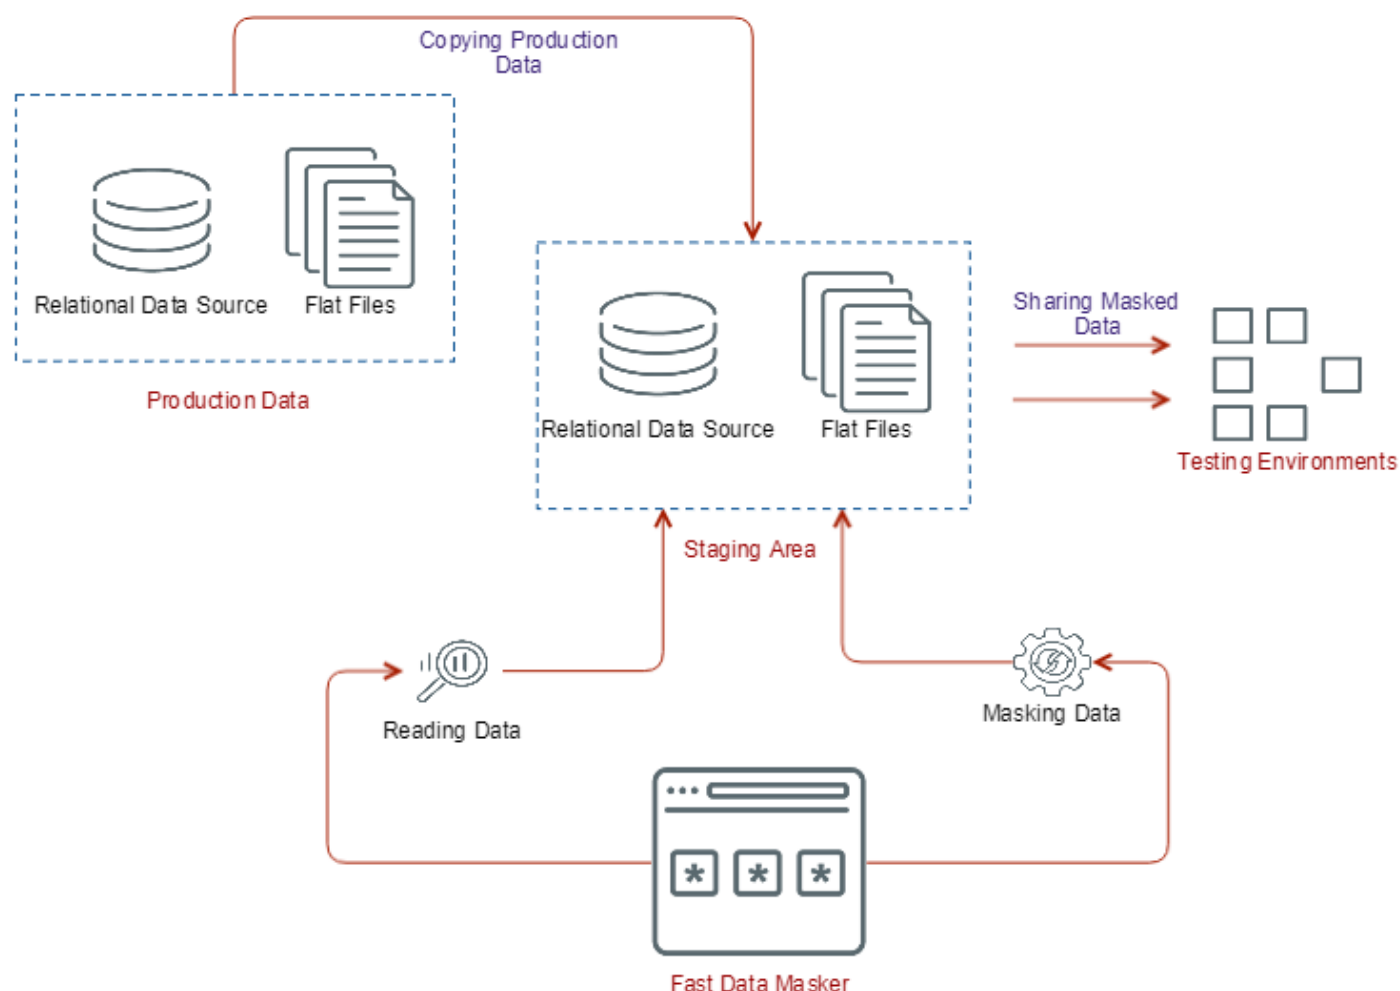 Copying Production
Data
Relational Data Source
Flat Files
Production Data
Relational Data Source
Flat Files
Sharing Masked
Data
Testing Environments
Staging Area
Reading Data
Masking Data
* * *
Fast Data Masker